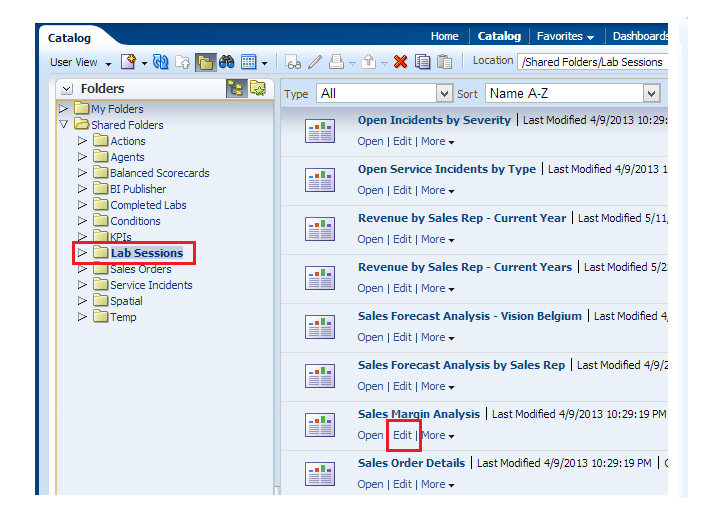 Catalog
Home Catalog Favorites Dashboards
User View Location /Shared Folders/Lab Sessions
Folders
Type All Sort Name A-Z
My Folders
Shared Folders
Actions
Agents
Balanced Scorecards
BI Publisher
Completed Labs
Conditions
KPIs
Lab Sessions
Sales Orders
Service Incidents
Spatial
Temp
Open Incidents by Severity | Last Modified 4/9/2013 10:29:
Open | Edit | More
Open Service Incidents by Type | Last Modified 4/9/2013 1
Open | Edit | More
Revenue by Sales Rep - Current Year | Last Modified 5/11,
Open | Edit | More
Revenue by Sales Rep - Current Years | Last Modified 5/2
Open | Edit | More
Sales Forecast Analysis - Vision Belgium | Last Modified 4,
Open | Edit | More
Sales Forecast Analysis by Sales Rep | Last Modified 4/9/2
Open | Edit | More
Sales Margin Analysis | Last Modified 4/9/2013 10:29:19 PM
Open Edit | More
Sales Order Details | Last Modified 4/9/2013 10:29:19 PM |
Open | Edit | More